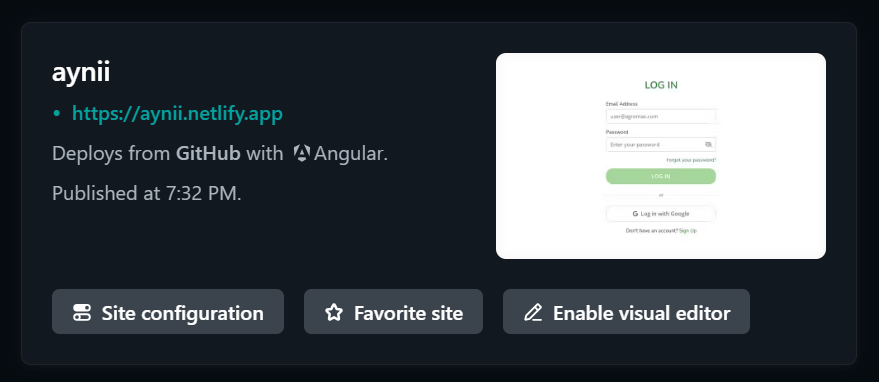 aynii
• https://aynii.netlify.app
Deploys from GitHub with Angular.
Published at 7:32 PM.
LOG IN
Email Address
user@agromax.com
Password
Enter your password
Forgot your password?
LOG IN
or
G Log in with Google
Don't have an account? Sign Up
Site configuration
Favorite site
Enable visual editor